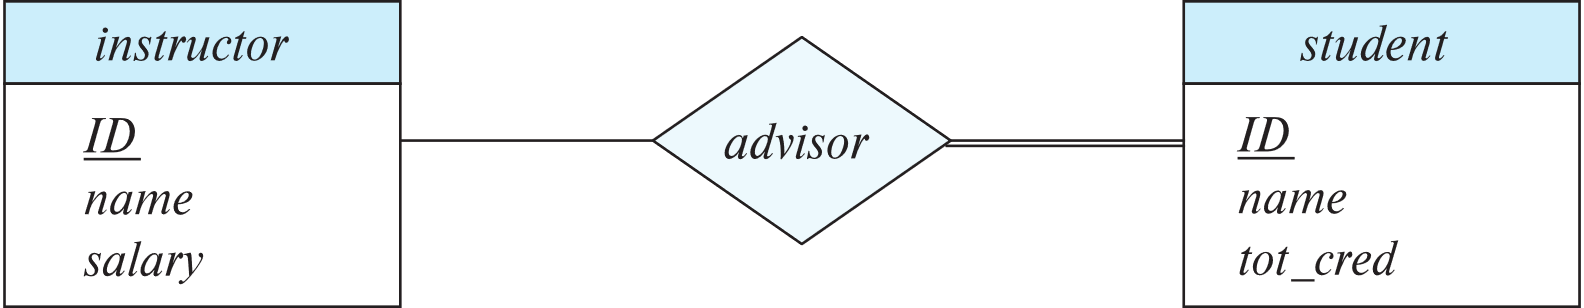 instructor
ID
name
salary
advisor
student
ID
name
tot_cred